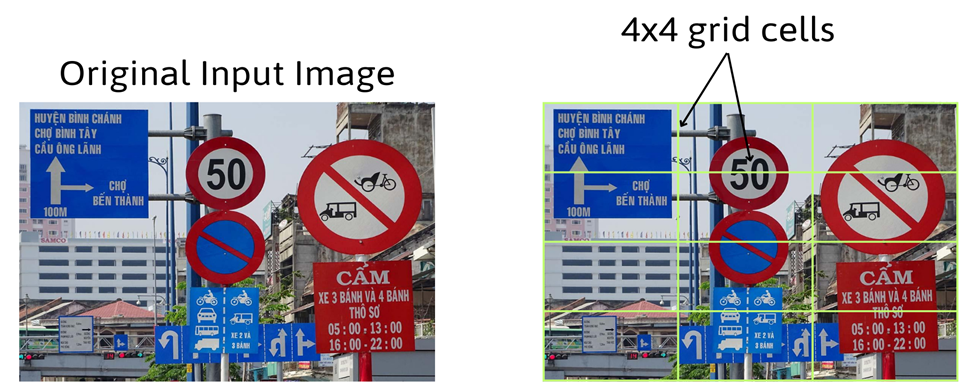 Original Input Image
HUYỆN BÌNH CHÁNH
CHỢ BÌNH TÂY
CẦU ÔNG LÃNH
CHỢ
BẾN THÀNH
100M
50
SAMCO
CẤM
XE 3 BÁNH VÀ 4 BÁNH
THÔ SƠ
05 : 00 - 13 : 00
16 : 00 - 22 : 00
XE 2 VÀ
3 BÁNH
4x4 grid cells
HUYỆN BÌNH CHÁNH
CHỢ BÌNH TÂY
CẦU ÔNG LÃNH
CHỢ
BẾN THÀNH
100M
50
CẤM
XE 3 BÁNH VÀ 4 BÁNH
THÔ SƠ
05 : 00 - 13 : 00
16 : 00 - 22 : 00
XE 2 VÀ
3 BÁNH